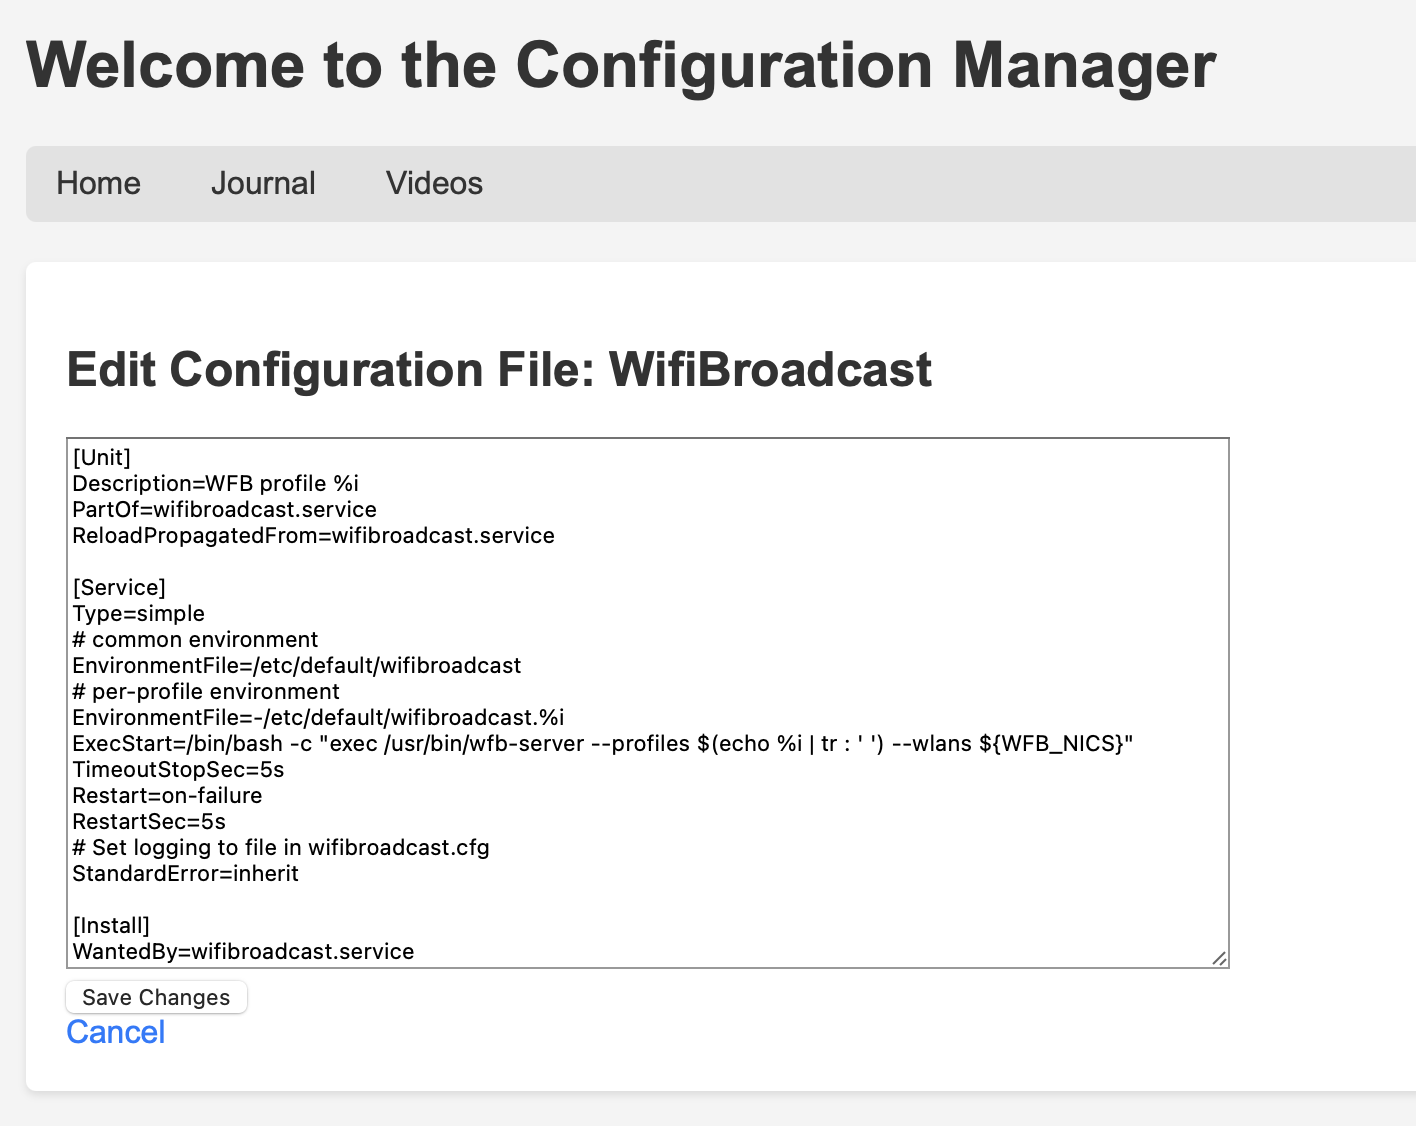 Welcome to the Configuration Manager
Home Journal Videos
Edit Configuration File: WifiBroadcast
[Unit]
Description=WFB profile %i
PartOf=wifibroadcast.service
ReloadPropagatedFrom=wifibroadcast.service
[Service]
Type=simple
# common environment
EnvironmentFile=/etc/default/wifibroadcast
# per-profile environment
EnvironmentFile=-/etc/default/wifibroadcast.%i
ExecStart=/bin/bash -c "exec /usr/bin/wfb-server --profiles $(echo %i | tr : ' ') --wlans ${WFB_NICS}"
TimeoutStopSec=5s
Restart=on-failure
RestartSec=5s
# Set logging to file in wifibroadcast.cfg
StandardError=inherit
[Install]
WantedBy=wifibroadcast.service
Save Changes
Cancel